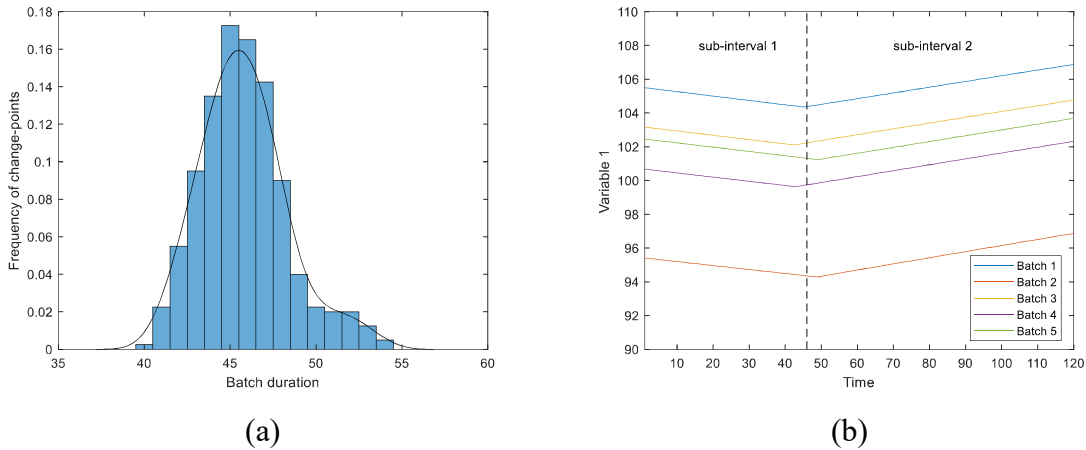 0.18
0.16
0.14
0.12
0.1
0.08
0.06
0.04
0.02
0
Frequency of change-points
35 40 45 50 55 60
Batch duration
(a)
110
108
106
104
102
100
98
96
94
92
90
Variable 1
sub-interval 1 sub-interval 2
Batch 1
Batch 2
Batch 3
Batch 4
Batch 5
10 20 30 40 50 60 70 80 90 100 110 120
Time
(b)